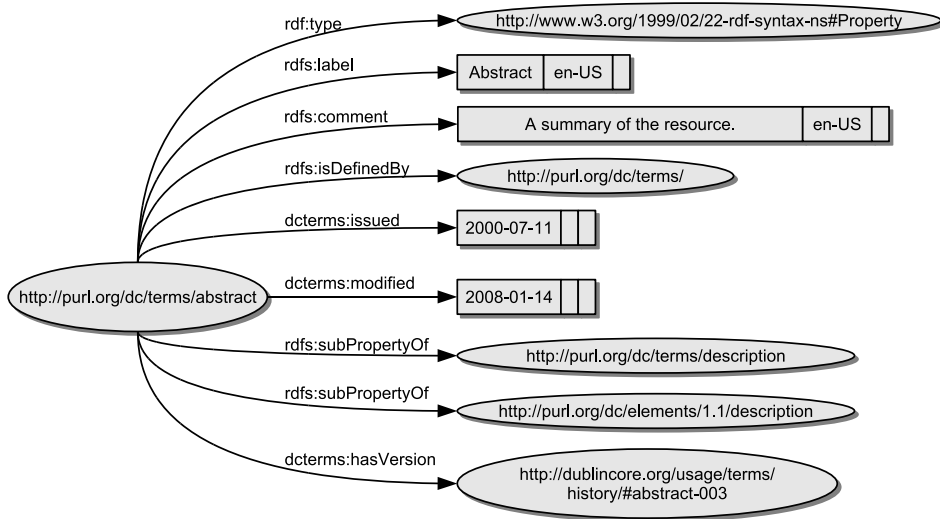 rdf:type
http://www.w3.org/1999/02/22-rdf-syntax-ns#Property
rdfs:label
Abstract en-US
rdfs:comment
A summary of the resource. en-US
rdfs:isDefinedBy
http://purl.org/dc/terms/
dcterms:issued
2000-07-11
http://purl.org/dc/terms/abstract
dcterms:modified
2008-01-14
rdfs:subPropertyOf
http://purl.org/dc/terms/description
rdfs:subPropertyOf
http://purl.org/dc/elements/1.1/description
dcterms:hasVersion
http://dublincore.org/usage/terms/
history/#abstract-003